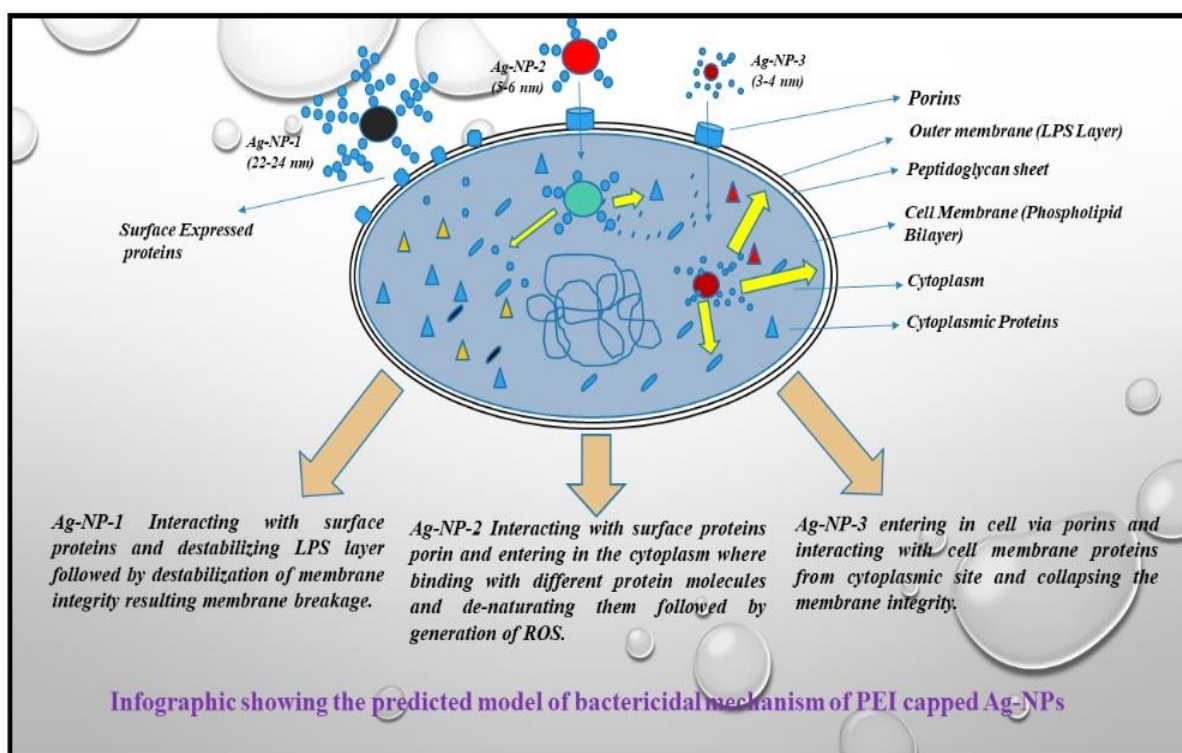 Ag-NP-1
(22-24 nm)
Ag-NP-2
(5-6 nm)
Ag-NP-3
(3-4 nm)
Surface Expressed
proteins
Porins
Outer membrane (LPS Layer)
Peptidoglycan sheet
Cell Membrane (Phospholipid
Bilayer)
Cytoplasm
Cytoplasmic Proteins
Ag-NP-1 Interacting with surface
proteins and destabilizing LPS layer
followed by destabilization of membrane
integrity resulting membrane breakage.
Ag-NP-2 Interacting with surface proteins
porin and entering in the cytoplasm where
binding with different protein molecules
and de-naturating them followed by
generation of ROS.
Ag-NP-3 entering in cell via porins and
interacting with cell membrane proteins
from cytoplasmic site and collapsing the
membrane integrity.
Infographic showing the predicted model of bactericidal mechanism of PEI capped Ag-NPs